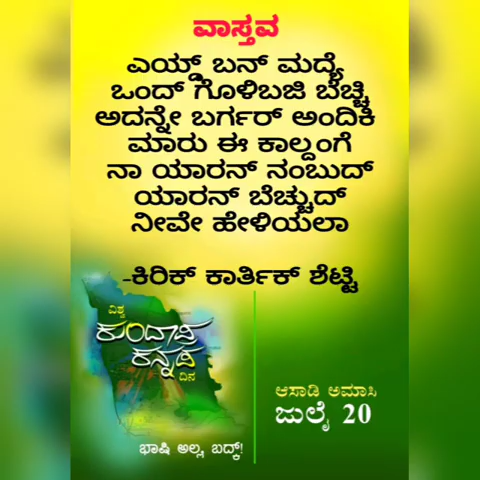 ವಾಸ್ತವ
ಎಯ್ಡ್ ಬನ್ ಮದ್ಯೆ
ಒಂದ್ ಗೊಳಿಬಜಿ ಬೆಚ್ಚಿ
ಅದನ್ನೇ ಬರ್ಗರ್ ಅಂದಿಕಿ
ಮಾರು ಈ ಕಾಲ್ದಂಗೆ
ನಾ ಯಾರನ್ ನಂಬುದ್
ಯಾರನ್ ಬೆಚ್ಚುದ್
ನೀವೇ ಹೇಳಿಯಲಾ
-ಕಿರಿಕ್ ಕಾರ್ತಿಕ್ ಶೆಟ್ಟಿ
ವಿಶ್ವ
ಕುಂದಾಪ್ರ
ಕನ್ನಡ
ದಿನ
ಭಾಷಿ ಅಲ್ಲ, ಬದ್ಕ್!
ಆಸಾಡಿ ಅಮಾಸಿ
ಜುಲೈ 20